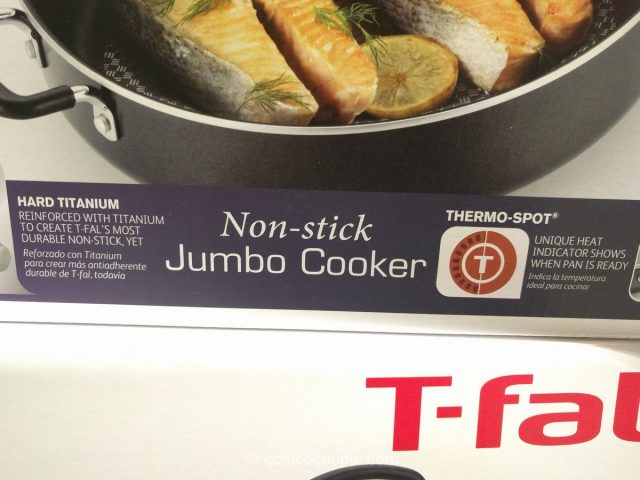 HARD TITANIUM
REINFORCED WITH TITANIUM
TO CREATE T-FAL'S MOST
DURABLE NON-STICK, YET
Reforzado con Titanium
para crear más antiadherente
durable de T-fal, todavía
Non-stick
Jumbo Cooker
THERMO-SPOT®
T
UNIQUE HEAT
INDICATOR SHOWS
WHEN PAN IS READY
Indica la temperatura
ideal para cocinar
T-fal
© costcocouple.com